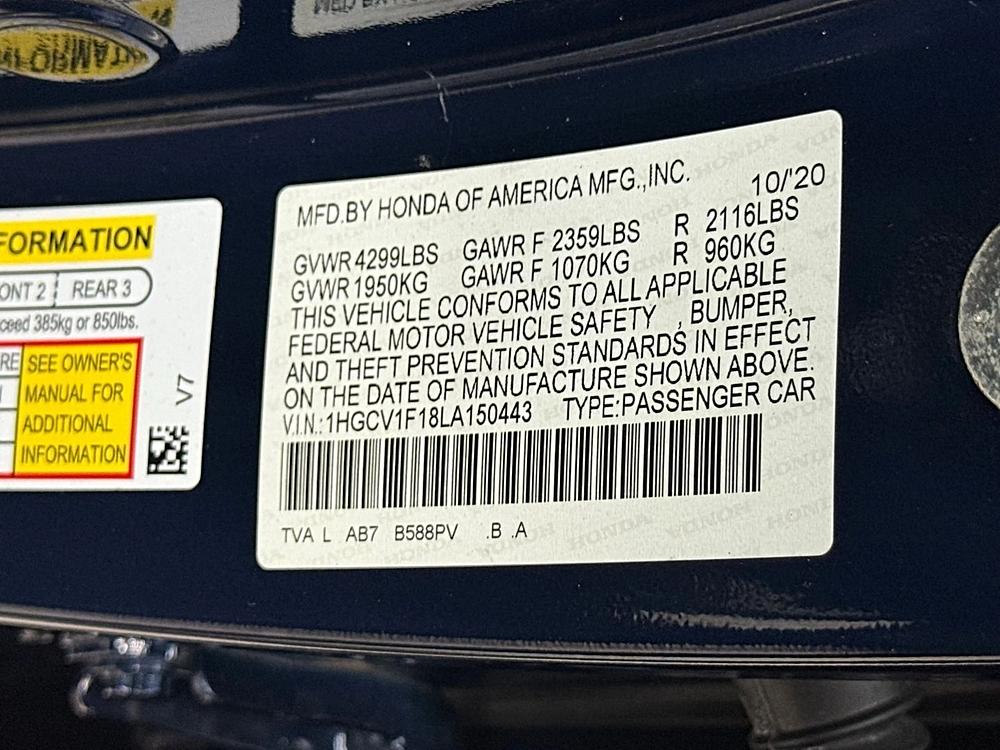 MFD.BY HONDA OF AMERICA MFG.,INC.
10/'20
GVWR 4299LBS GAWR F 2359LBS R 2116LBS
GVWR 1950KG GAWR F 1070KG R 960KG
THIS VEHICLE CONFORMS TO ALL APPLICABLE
FEDERAL MOTOR VEHICLE SAFETY , BUMPER,
AND THEFT PREVENTION STANDARDS IN EFFECT
ON THE DATE OF MANUFACTURE SHOWN ABOVE.
V.I.N.:1HGCV1F18LA150443 TYPE:PASSENGER CAR
TVA L AB7 B588PV .B .A
FORMATION
ONT 2 REAR 3
ceed 385kg or 850lbs.
RE
SEE OWNER'S
MANUAL FOR
ADDITIONAL
INFORMATION
V7